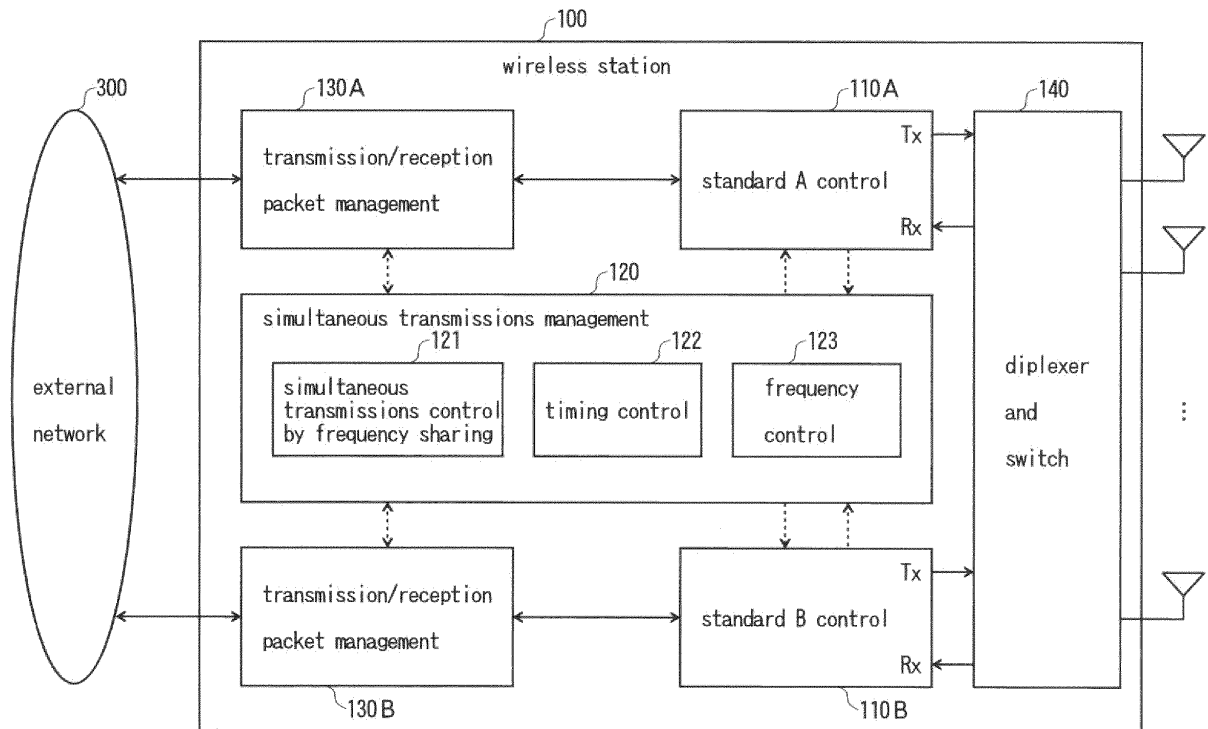 100
wireless station
300
130A
110A
140
transmission/reception
packet management
standard A control
Tx
Rx
120
simultaneous transmissions management
121
122
123
simultaneous
transmissions control
by frequency sharing
timing control
frequency
control
external
network
diplexer
and
switch
transmission/reception
packet management
standard B control
Tx
Rx
130B
110B